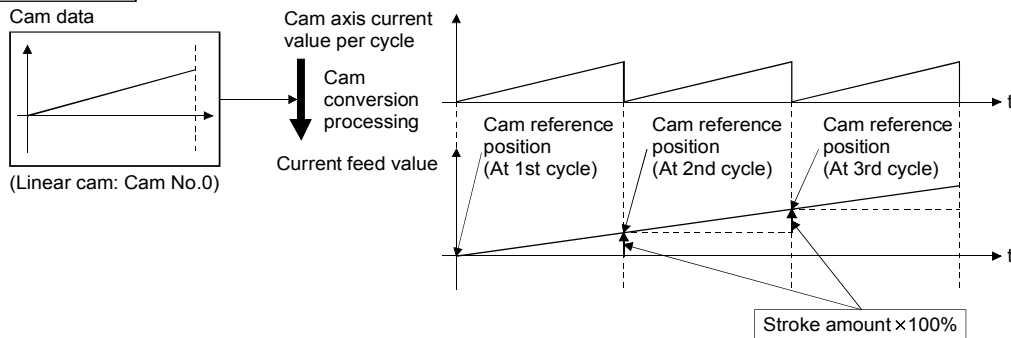 Cam data
(Linear cam: Cam No.0)
Cam axis current
value per cycle
Cam
conversion
processing
Current feed value
t
Cam reference
position
(At 1st cycle)
Cam reference
position
(At 2nd cycle)
Cam reference
position
(At 3rd cycle)
t
Stroke amount×100%